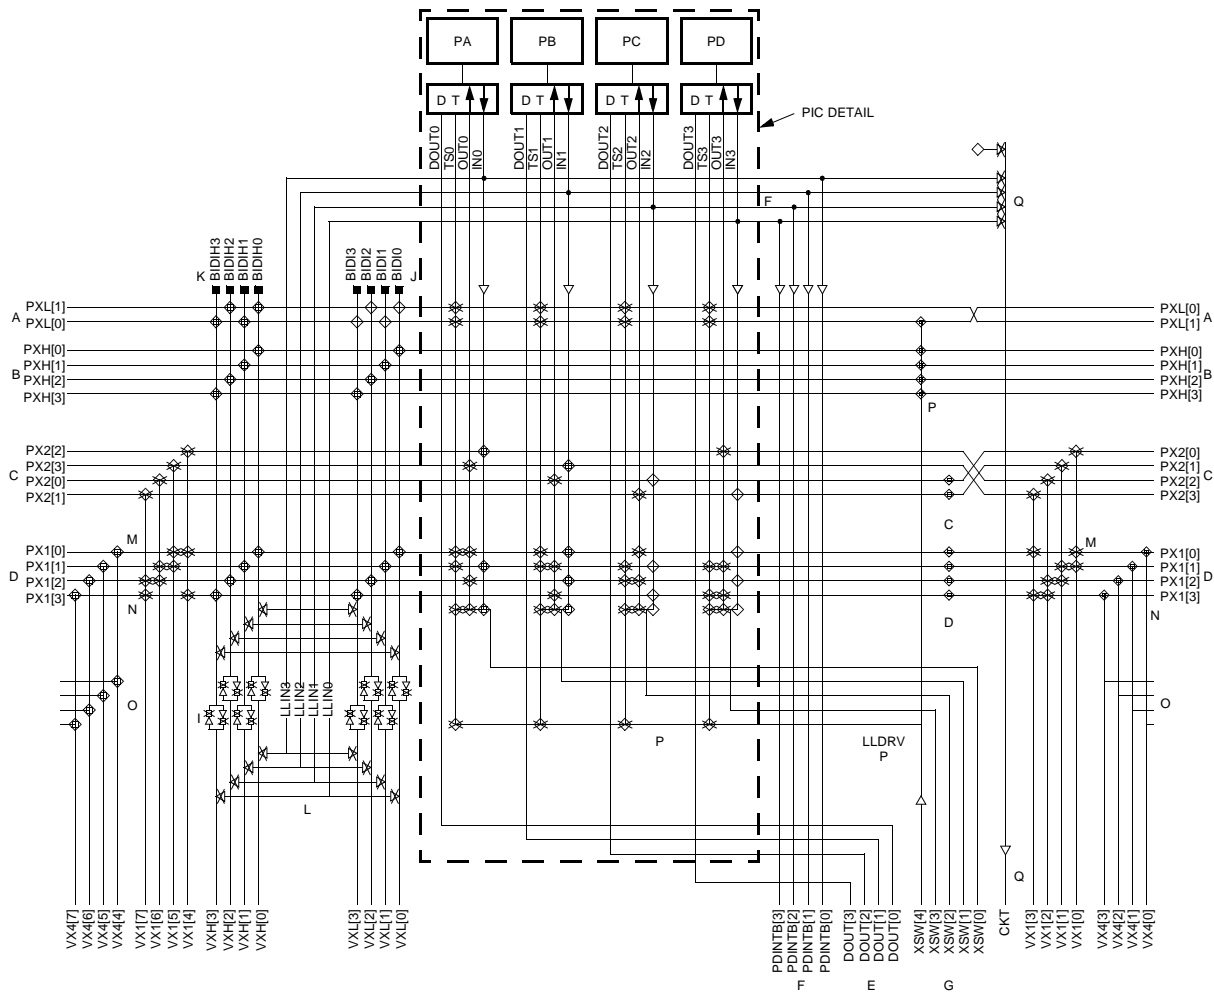 PA PB PC PD
D T D T D T D T
PIC DETAIL
DOUT0 TS0 OUT0 IN0 DOUT1 TS1 OUT1 IN1 DOUT2 TS2 OUT2 IN2 DOUT3 TS3 OUT3 IN3
F Q
K BIDIH3 BIDIH2 BIDIH1 BIDIH0 BIDI3 BIDI2 BIDI1 BIDI0 J
PXL[1] PXL[0]
A PXL[0] PXL[1] A
PXH[0] PXH[0]
PXH[1] PXH[1]
B PXH[2] PXH[2] B
PXH[3] PXH[3]
P
PX2[2] PX2[0]
PX2[3] PX2[1]
C PX2[0] PX2[2] C
PX2[1] PX2[3]
C
M M
PX1[0] PX1[0]
PX1[1] PX1[1]
D PX1[2] PX1[2] D
PX1[3] PX1[3]
N D N
LLIN3 LLIN2 LLIN1 LLIN0
O O
I
P LLDRV
P
L
Q
VX4[7] VX4[6] VX4[5] VX4[4] VX1[7] VX1[6] VX1[5] VX1[4] VXH[3] VXH[2] VXH[1] VXH[0] VXL[3] VXL[2] VXL[1] VXL[0] PDINTB[3] PDINTB[2] PDINTB[1] PDINTB[0] DOUT[3] DOUT[2] DOUT[1] DOUT[0] XSW[4] XSW[3] XSW[2] XSW[1] XSW[0] CKT VX1[3] VX1[2] VX1[1] VX1[0] VX4[3] VX4[2] VX4[1] VX4[0]
F E G